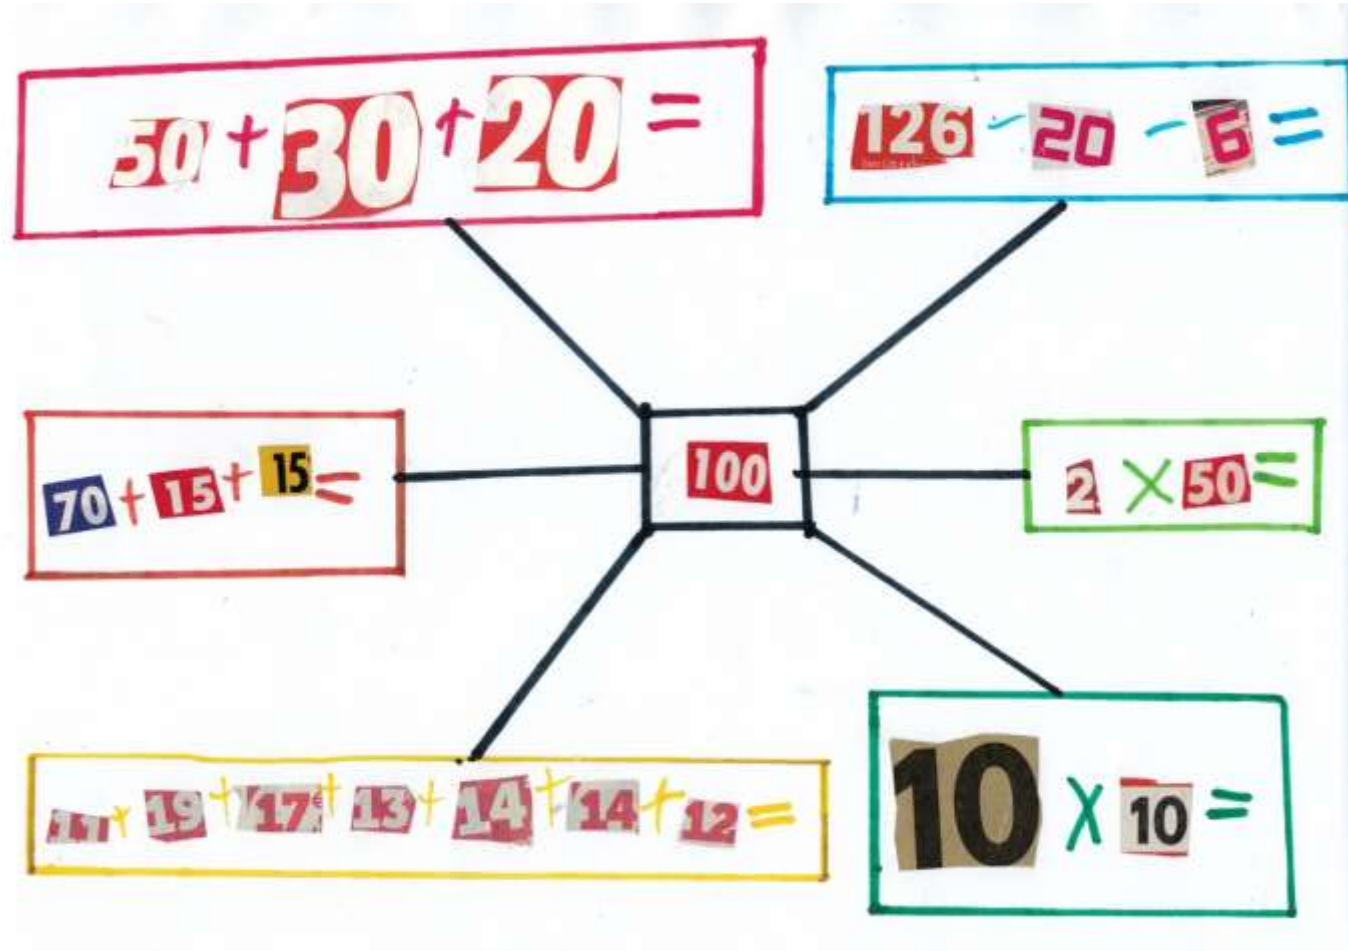 50 + 30 + 20 =
126 - 20 - 6 =
70 + 15 + 15 =
100
2 X 50 =
11 + 19 + 17 + 13 + 14 + 14 + 12 =
10 X 10 =